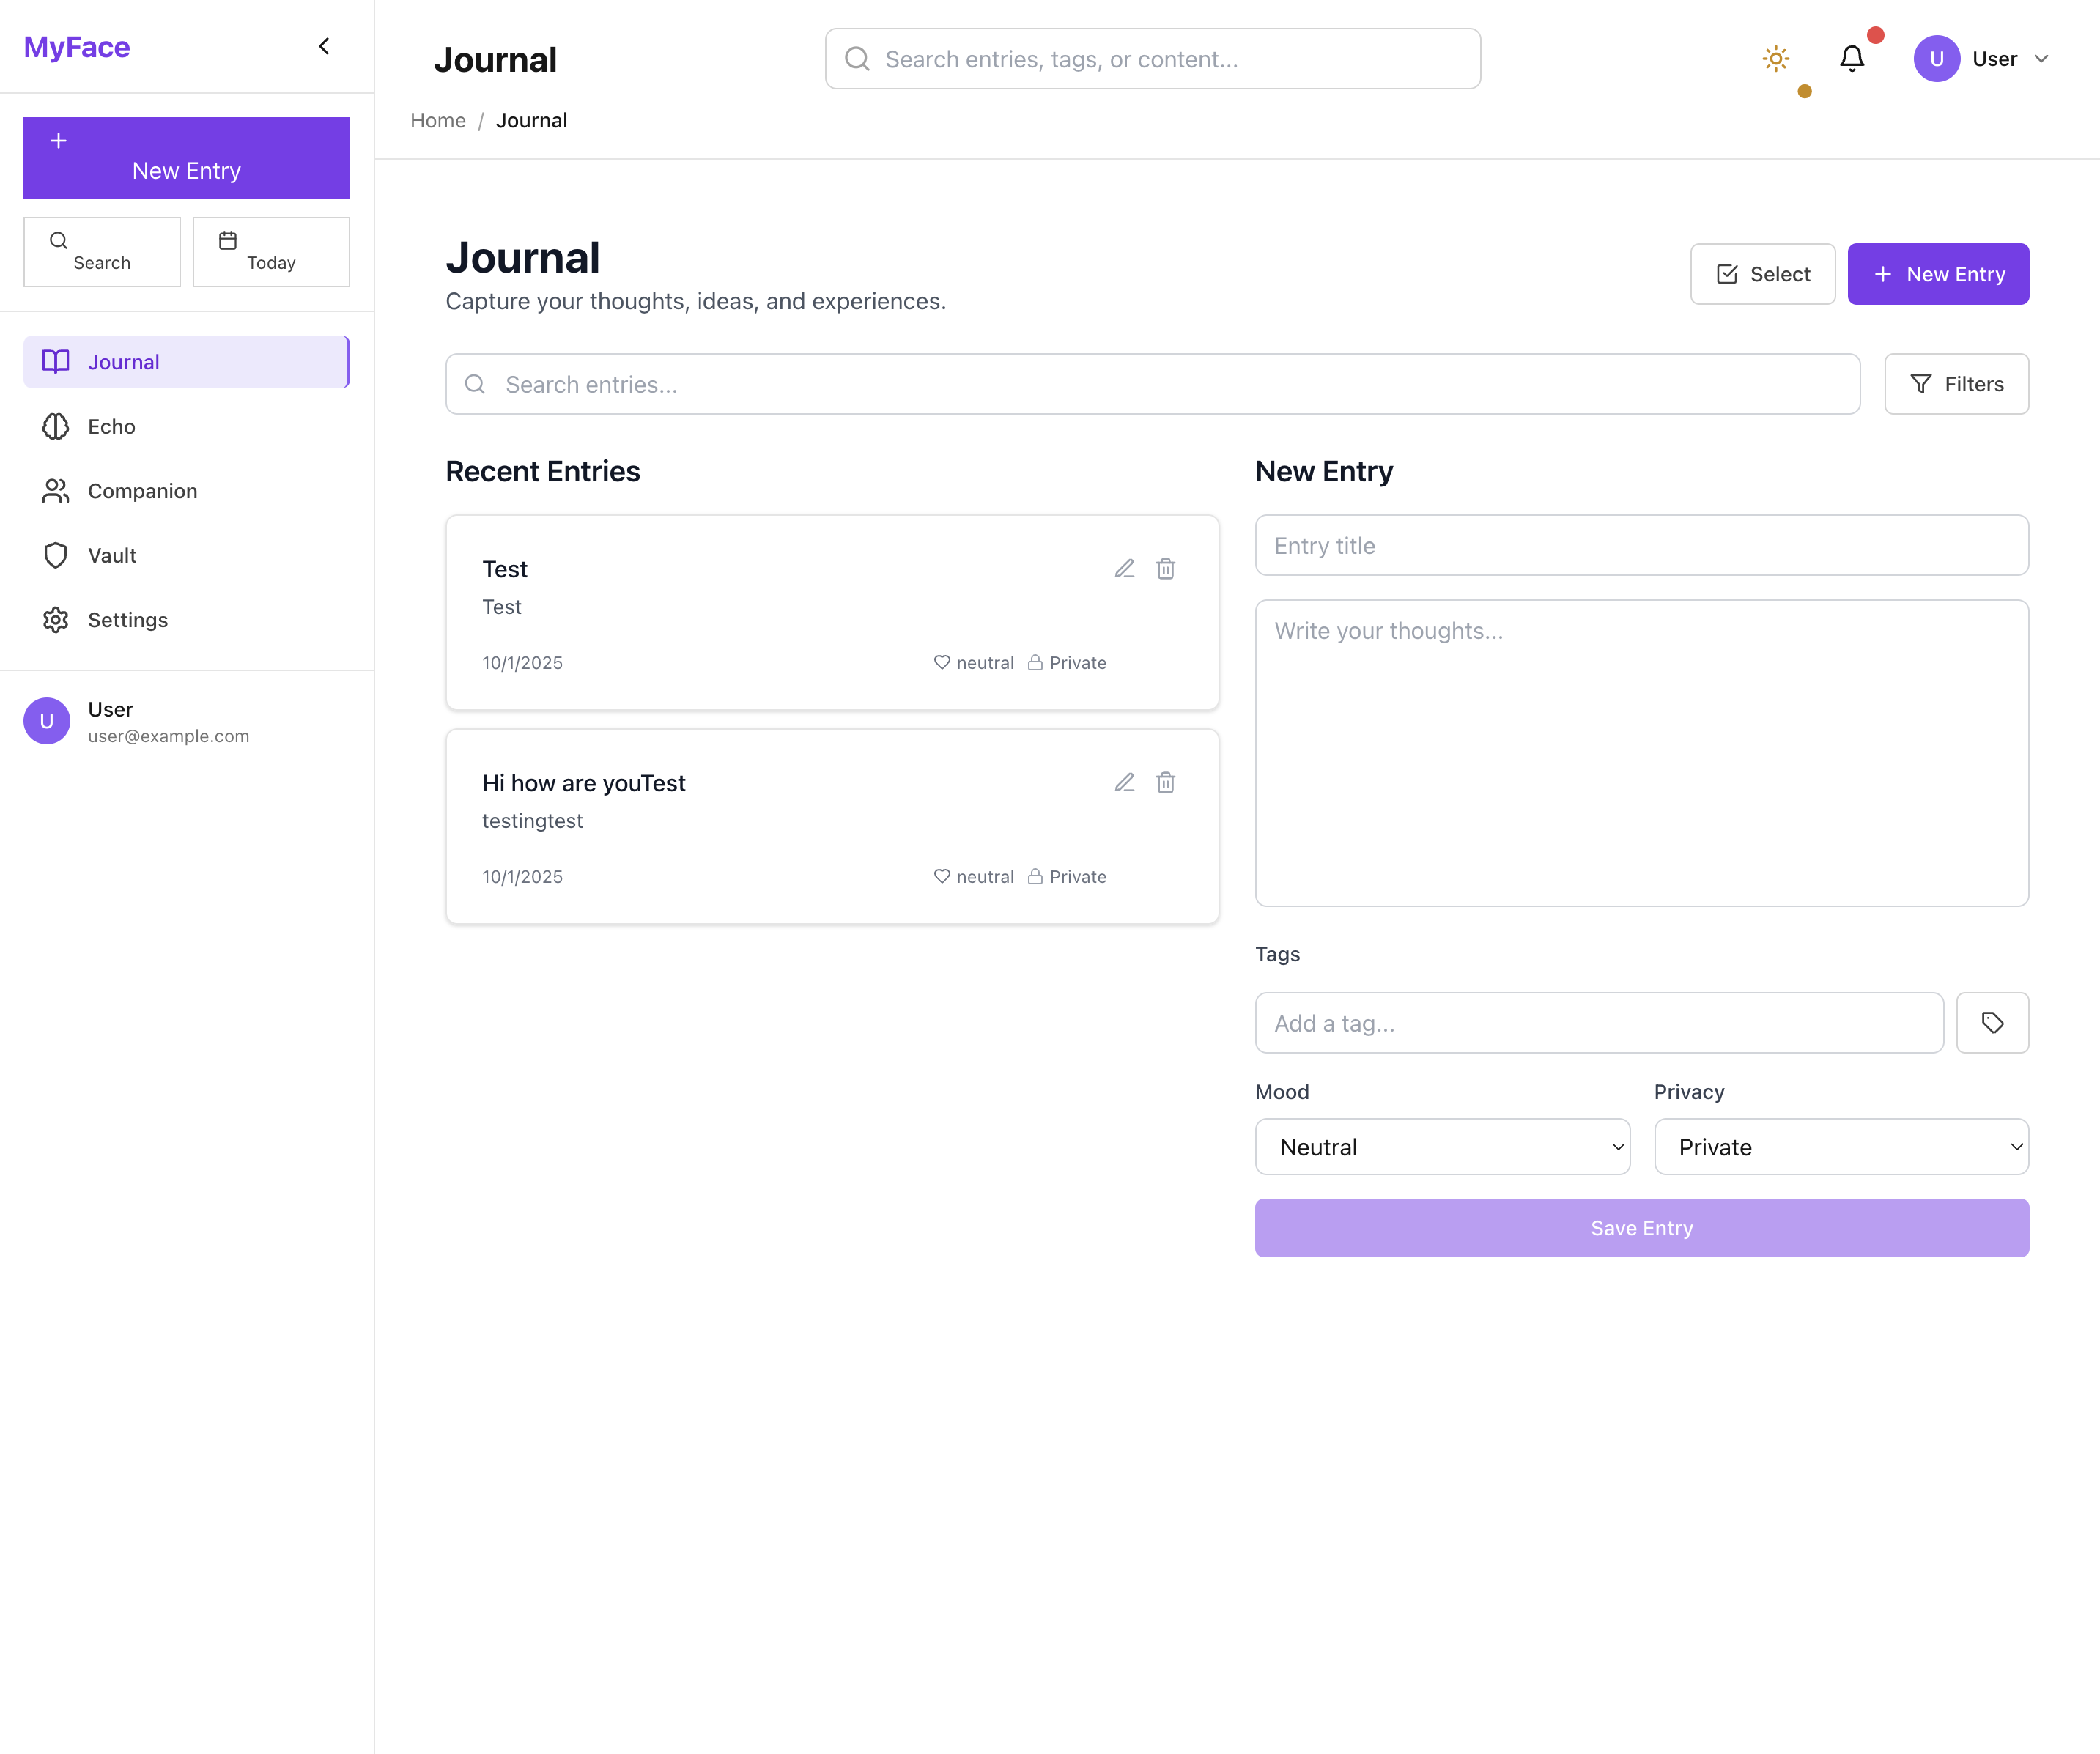 MyFace
New Entry
Search
Today
Journal
Echo
Companion
Vault
Settings
U
User
user@example.com
Journal
Search entries, tags, or content...
U
User
Home / Journal
Journal
Capture your thoughts, ideas, and experiences.
Select
New Entry
Search entries...
Filters
Recent Entries
Test
Test
10/1/2025
neutral
Private
Hi how are youTest
testingtest
10/1/2025
neutral
Private
New Entry
Entry title
Write your thoughts...
Tags
Add a tag...
Mood
Privacy
Neutral
Private
Save Entry